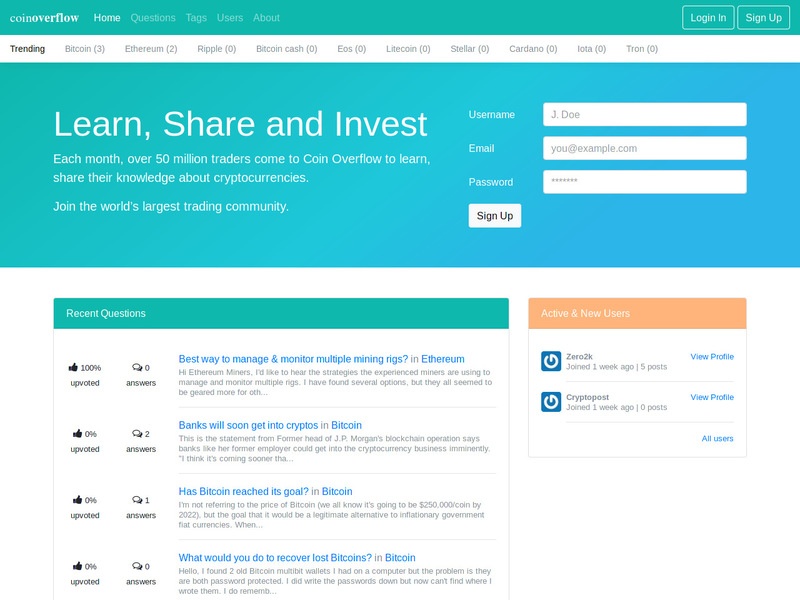 coinoverflow Home Questions Tags Users About Login In Sign Up
Trending Bitcoin (3) Ethereum (2) Ripple (0) Bitcoin cash (0) Eos (0) Litecoin (0) Stellar (0) Cardano (0) Iota (0) Tron (0)
Learn, Share and Invest
Each month, over 50 million traders come to Coin Overflow to learn,
share their knowledge about cryptocurrencies.
Join the world's largest trading community.
Username J. Doe
Email you@example.com
Password *******
Sign Up
Recent Questions
100%
upvoted
0
answers
Best way to manage & monitor multiple mining rigs? in Ethereum
Hi Ethereum Miners, I'd like to hear the strategies the experienced miners are using to
manage and monitor multiple rigs. I have found several options, but they all seemed to
be geared more for oth...
0%
upvoted
2
answers
Banks will soon get into cryptos in Bitcoin
This is the statement from Former head of J.P. Morgan's blockchain operation says
banks like her former employer could get into the cryptocurrency business imminently.
"I think it's coming sooner tha...
0%
upvoted
1
answers
Has Bitcoin reached its goal? in Bitcoin
I'm not referring to the price of Bitcoin (we all know it's going to be $250,000/coin by
2022), but the goal that it would be a legitimate alternative to inflationary government
fiat currencies. When...
0%
upvoted
0
answers
What would you do to recover lost Bitcoins? in Bitcoin
Hello, I found 2 old Bitcoin multibit wallets I had on a computer but the problem is they
are both password protected. I did write the passwords down but now can't find where I
wrote them. I do rememb...
Active & New Users
Zero2k View Profile
Joined 1 week ago | 5 posts
Cryptopost View Profile
Joined 1 week ago | 0 posts
All users